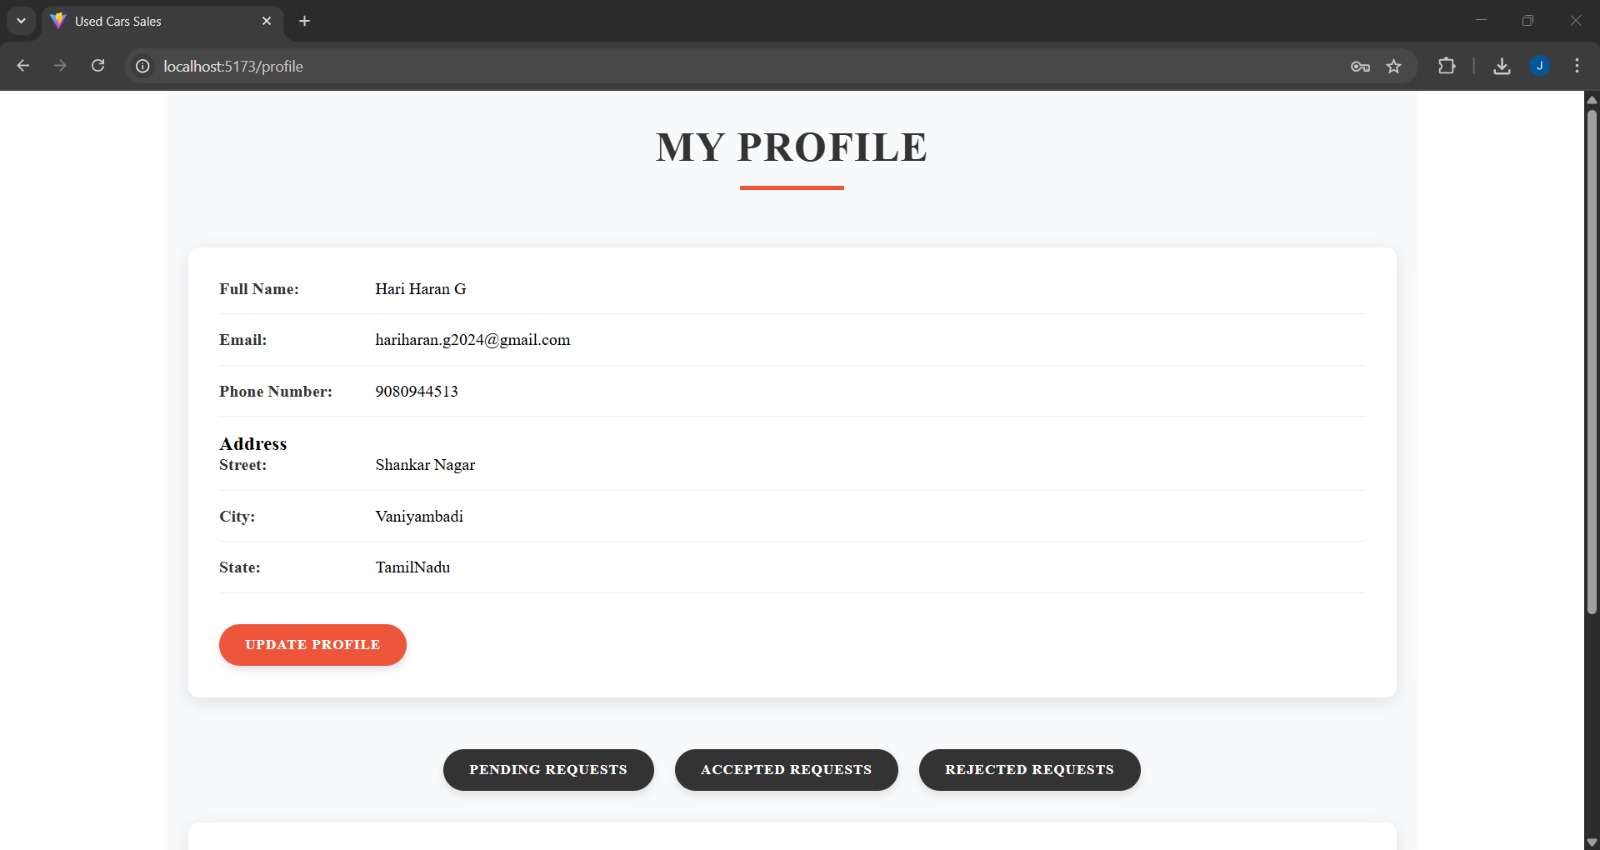 Used Cars Sales
localhost:5173/profile
J
MY PROFILE
Full Name: Hari Haran G
Email: hariharan.g2024@gmail.com
Phone Number: 9080944513
Address
Street: Shankar Nagar
City: Vaniyambadi
State: TamilNadu
UPDATE PROFILE
PENDING REQUESTS ACCEPTED REQUESTS REJECTED REQUESTS